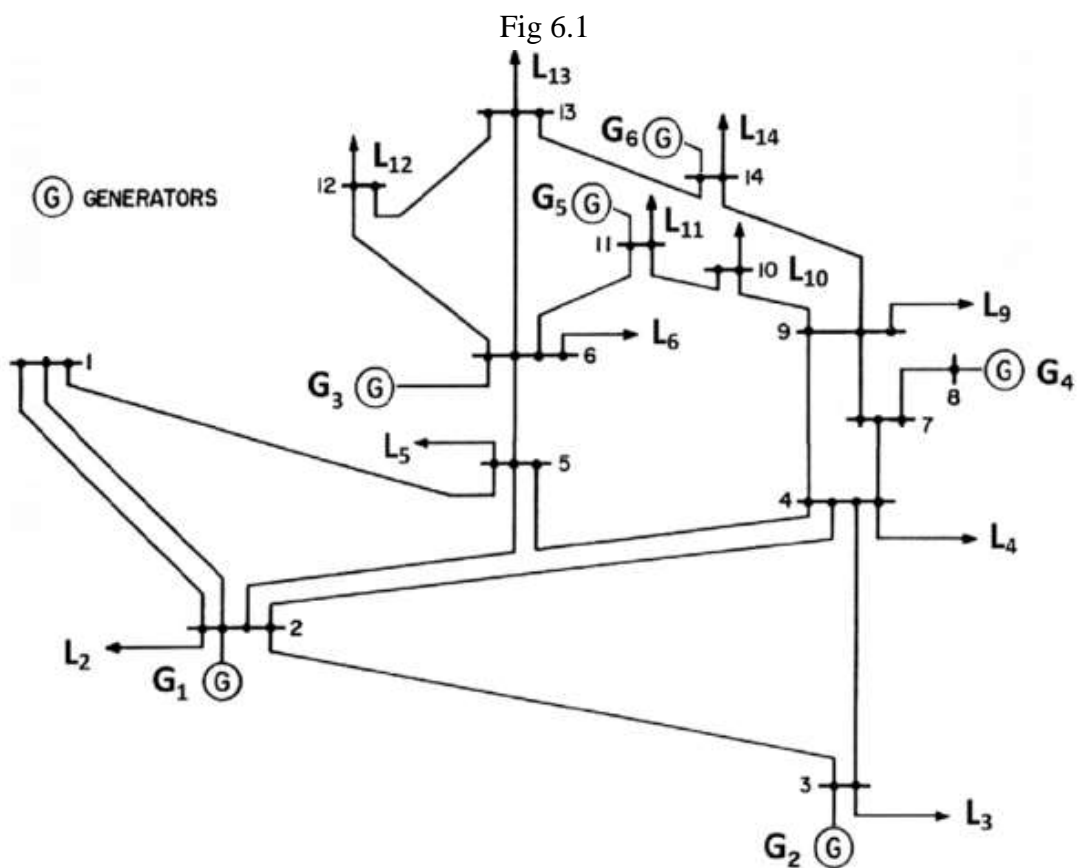 Fig 6.1
L13
13
G6 G
L14
14
12
L12
G GENERATORS
G5 G
L11
11
10
L10
L9
9
6
L6
1
G3 G
G G4
8
7
L5
5
4
L4
2
L2
G1 G
3
L3
G2 G